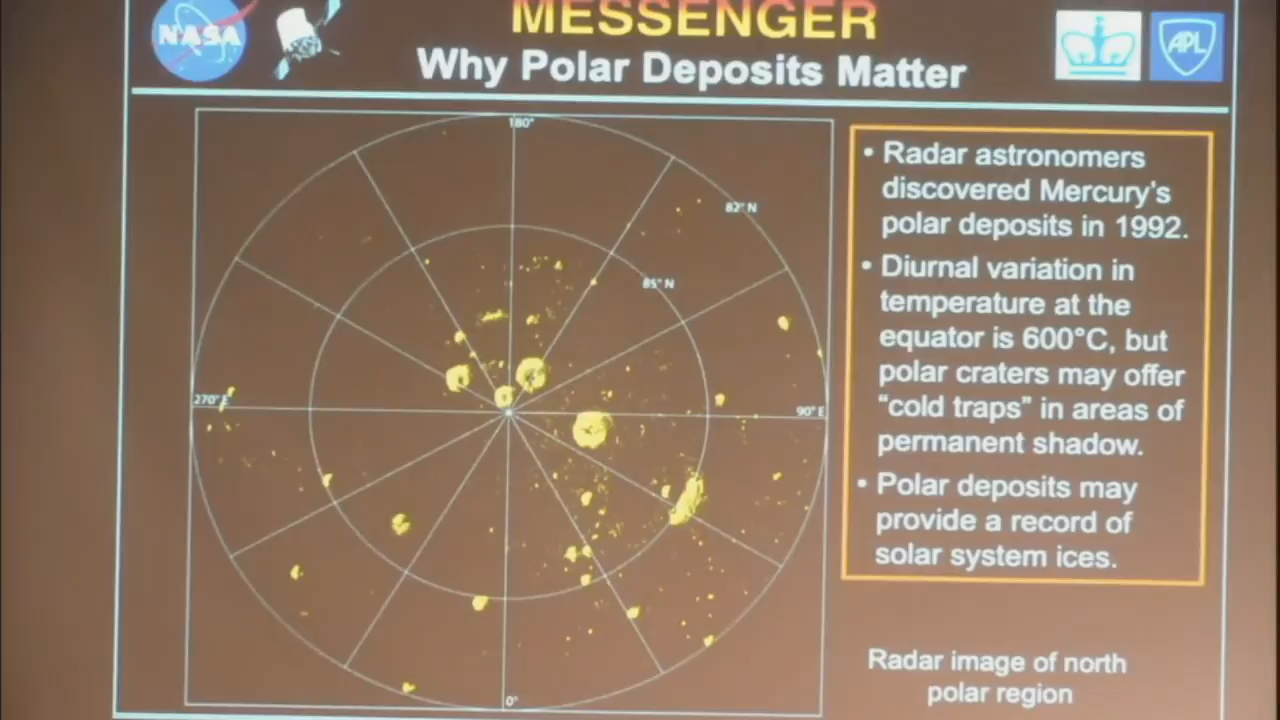 NASA
MESSENGER
Why Polar Deposits Matter
APL
180°
82° N
85° N
270° E
90° E
0°
• Radar astronomers
discovered Mercury's
polar deposits in 1992.
• Diurnal variation in
temperature at the
equator is 600°C, but
polar craters may offer
“cold traps” in areas of
permanent shadow.
• Polar deposits may
provide a record of
solar system ices.
Radar image of north
polar region